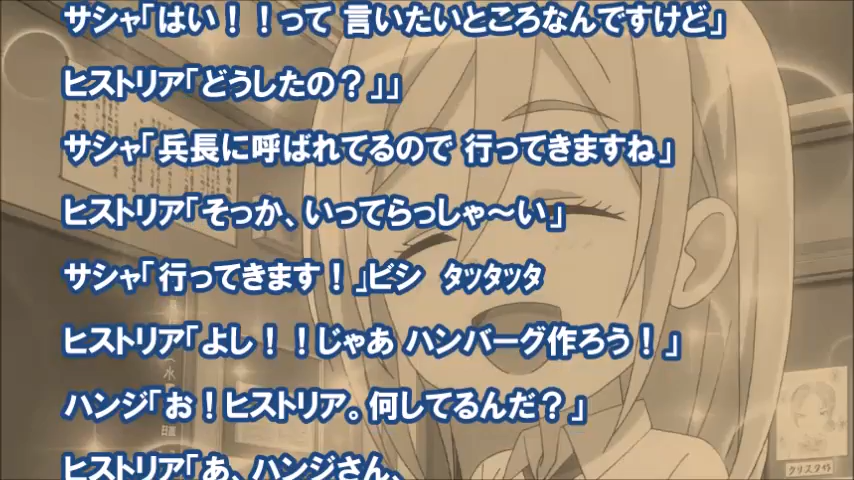 サシャ「はい！！って 言いたいところなんですけど」
ヒストリア「どうしたの？」」
サシャ「兵長に呼ばれてるので 行ってきますね」
ヒストリア「そっか、いってらっしゃ～い」
サシャ「行ってきます！」ビシ　ﾀｯﾀｯﾀｯﾀ
ヒストリア「よし！！じゃあ ハンバーグ作ろう！」
ハンジ「お！ヒストリア。何してるんだ？」
ヒストリア「あ、ハンジさん、
水
曜
クリスタ作